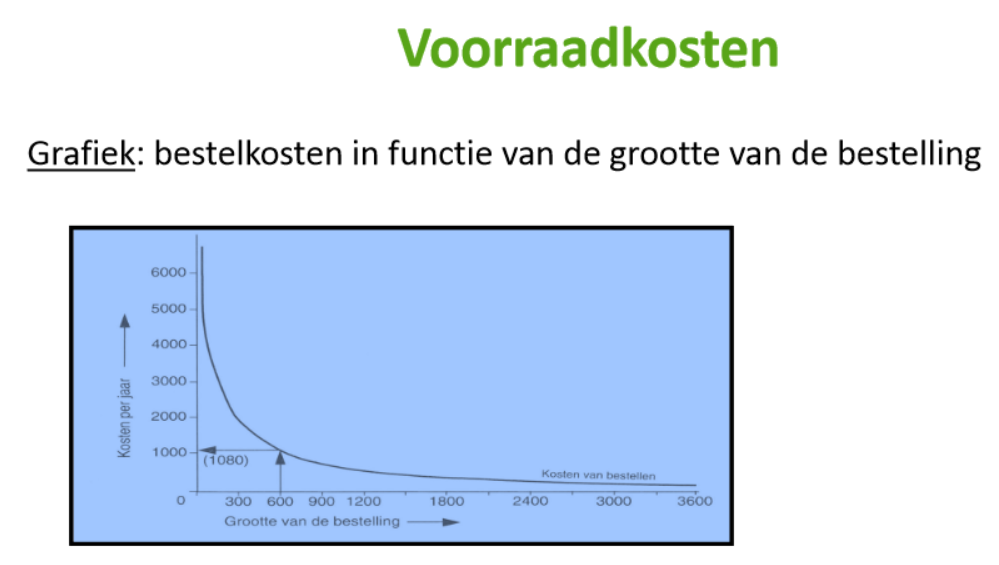 Voorraadkosten
Grafiek: bestelkosten in functie van de grootte van de bestelling
6000
5000
4000
3000
2000
1000
(1080)
Kosten per jaar
Kosten van bestellen
0 300 600 900 1200 1800 2400 3000 3600
Grootte van de bestelling